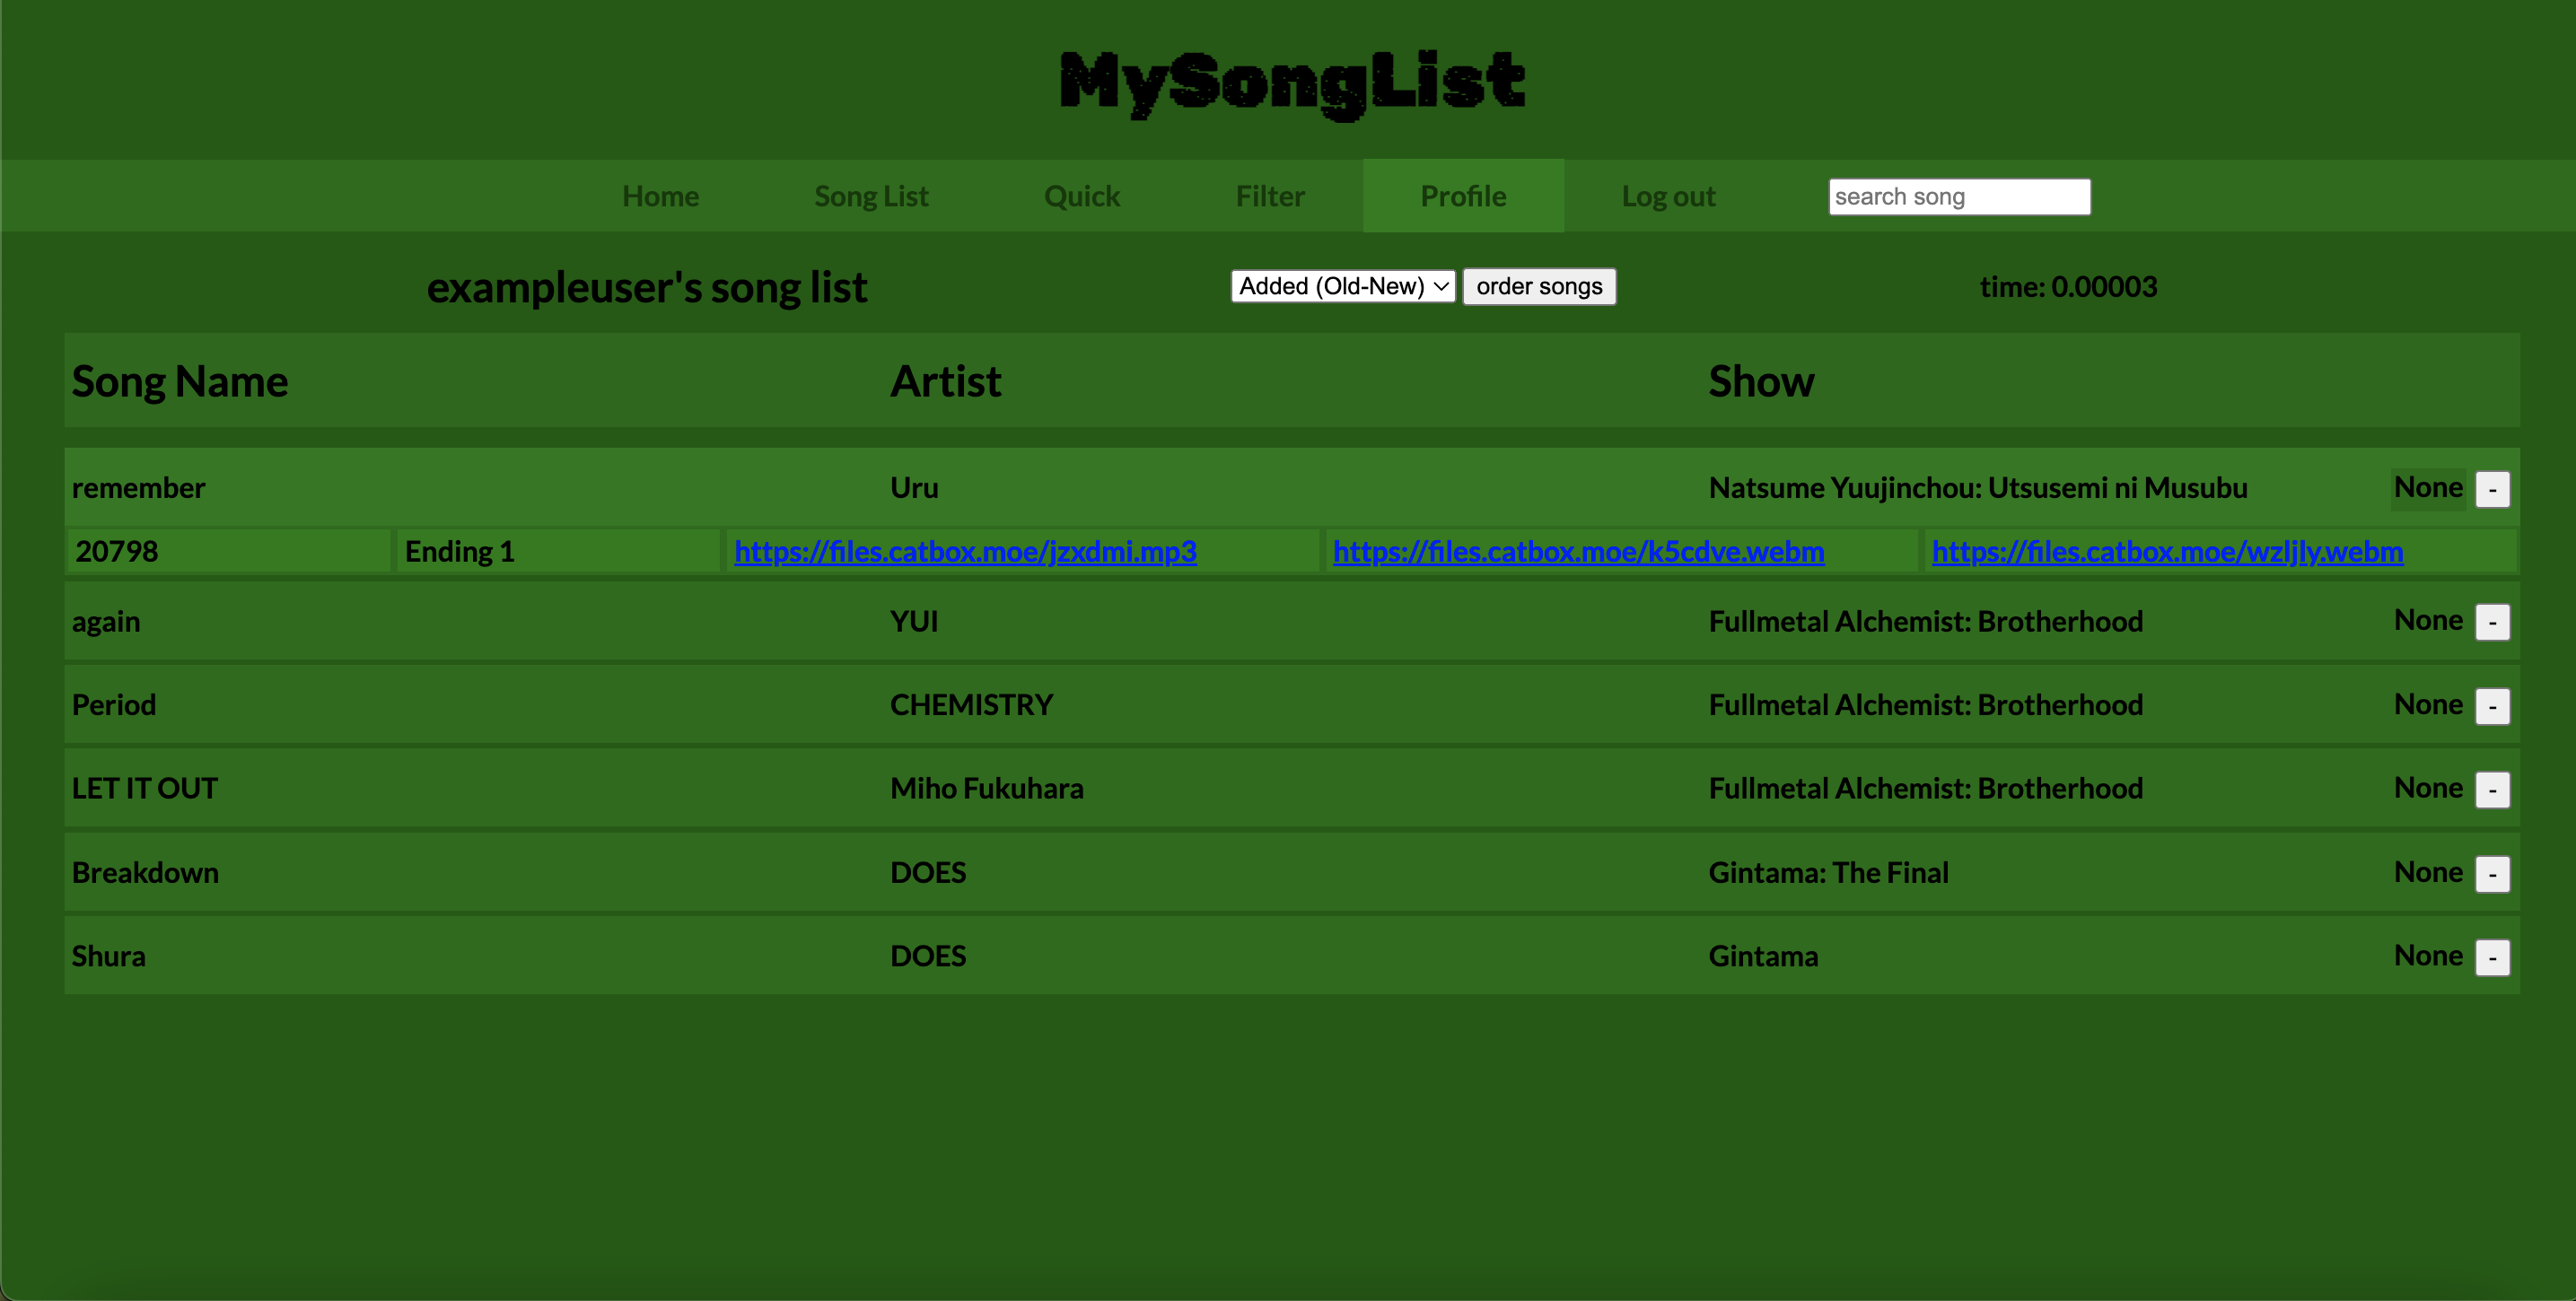 MySongList
Home Song List Quick Filter Profile Log out search song
exampleuser's song list Added (Old-New) order songs time: 0.00003
Song Name Artist Show
remember Uru Natsume Yuujinchou: Utsusemi ni Musubu None -
20798 Ending 1 https://files.catbox.moe/jzxdmi.mp3 https://files.catbox.moe/k5cdve.webm https://files.catbox.moe/wzljly.webm
again YUI Fullmetal Alchemist: Brotherhood None -
Period CHEMISTRY Fullmetal Alchemist: Brotherhood None -
LET IT OUT Miho Fukuhara Fullmetal Alchemist: Brotherhood None -
Breakdown DOES Gintama: The Final None -
Shura DOES Gintama None -